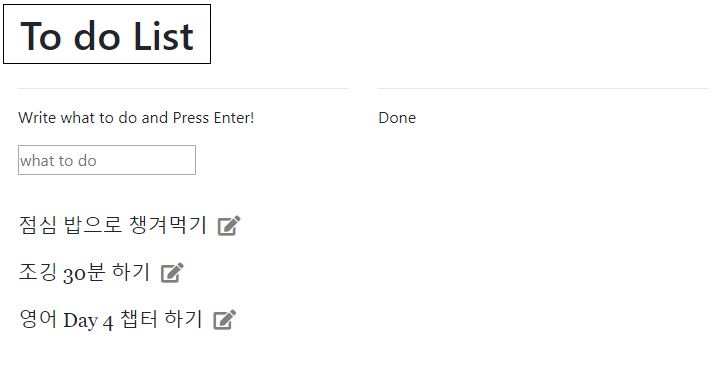 To do List
Write what to do and Press Enter!
what to do
점심 밥으로 챙겨먹기
조깅 30분 하기
영어 Day 4 챕터 하기
Done